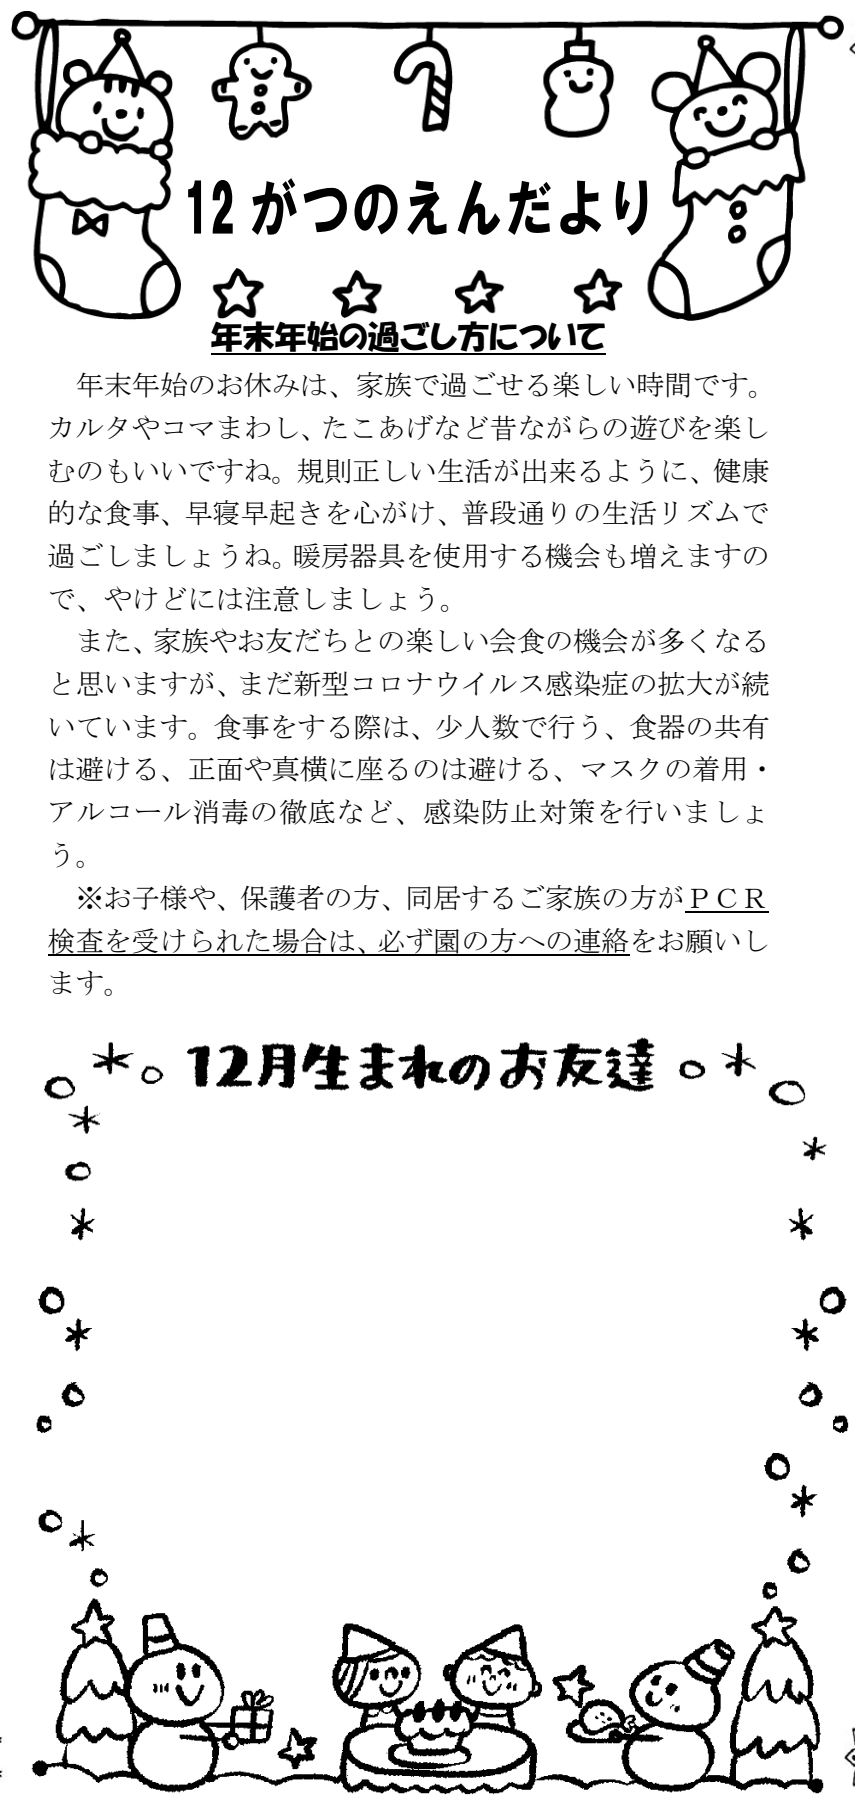 12 がつのえんだより
年末年始の過ごし方について
　年末年始のお休みは、家族で過ごせる楽しい時間です。
カルタやコマまわし、たこあげなど昔ながらの遊びを楽し
むのもいいですね。規則正しい生活が出来るように、健康
的な食事、早寝早起きを心がけ、普段通りの生活リズムで
過ごしましょうね。暖房器具を使用する機会も増えますの
で、やけどには注意しましょう。
　また、家族やお友だちとの楽しい会食の機会が多くなる
と思いますが、まだ新型コロナウイルス感染症の拡大が続
いています。食事をする際は、少人数で行う、食器の共有
は避ける、正面や真横に座るのは避ける、マスクの着用・
アルコール消毒の徹底など、感染防止対策を行いましょ
う。
　※お子様や、保護者の方、同居するご家族の方がＰＣＲ
検査を受けられた場合は、必ず園の方への連絡をお願いし
ます。
12月生まれのお友達